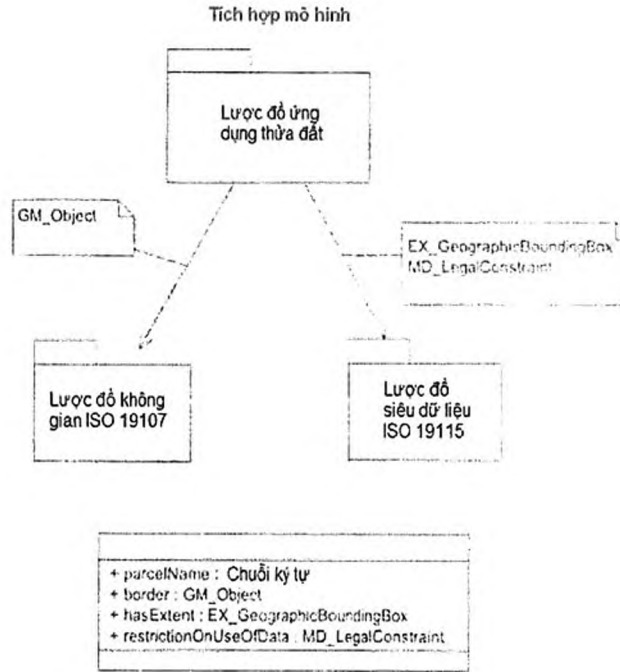 Tích hợp mô hình
Lược đồ ứng
dụng thửa đất
GM_Object
EX_GeographicBoundingBox
MD_LegalConstraint
Lược đồ không
gian ISO 19107
Lược đồ
siêu dữ liệu
ISO 19115
+ parcelName : Chuỗi ký tự
+ border : GM_Object
+ hasExtent : EX_GeographicBoundingBox
+ restrictionOnUseOfData : MD_LegalConstraint